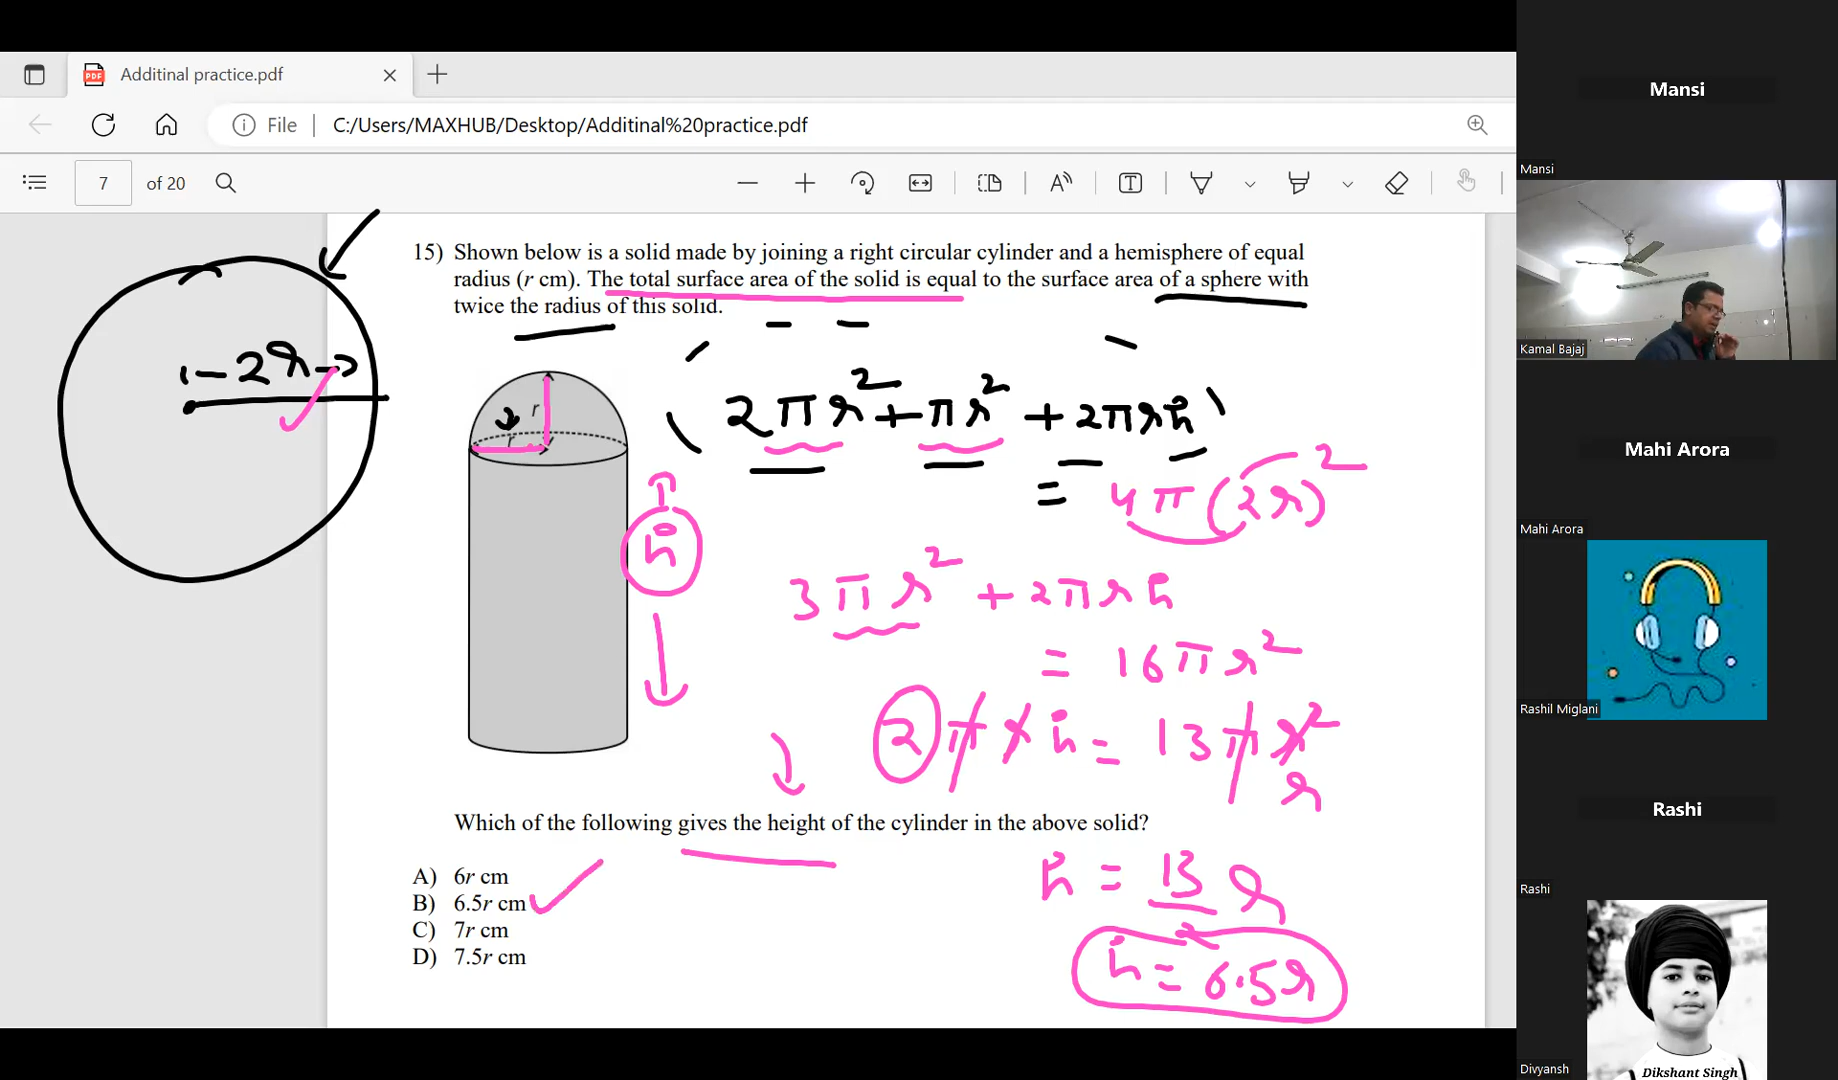 Additinal practice.pdf
File C:/Users/MAXHUB/Desktop/Additinal%20practice.pdf
7 of 20
15) Shown below is a solid made by joining a right circular cylinder and a hemisphere of equal
radius (r cm). The total surface area of the solid is equal to the surface area of a sphere with
twice the radius of this solid.
2r
r
r
2πr² + πr² + 2πrh
= 4π(2r)²
h
3πr² + 2πrh
= 16πr²
2πrh = 13πr²
r
Which of the following gives the height of the cylinder in the above solid?
A) 6r cm
B) 6.5r cm
C) 7r cm
D) 7.5r cm
h = 13/2 r
h = 6.5r
Mansi
Mansi
Kamal Bajaj
Mahi Arora
Mahi Arora
Rashil Miglani
Rashi
Rashi
Dikshant Singh
Divyansh